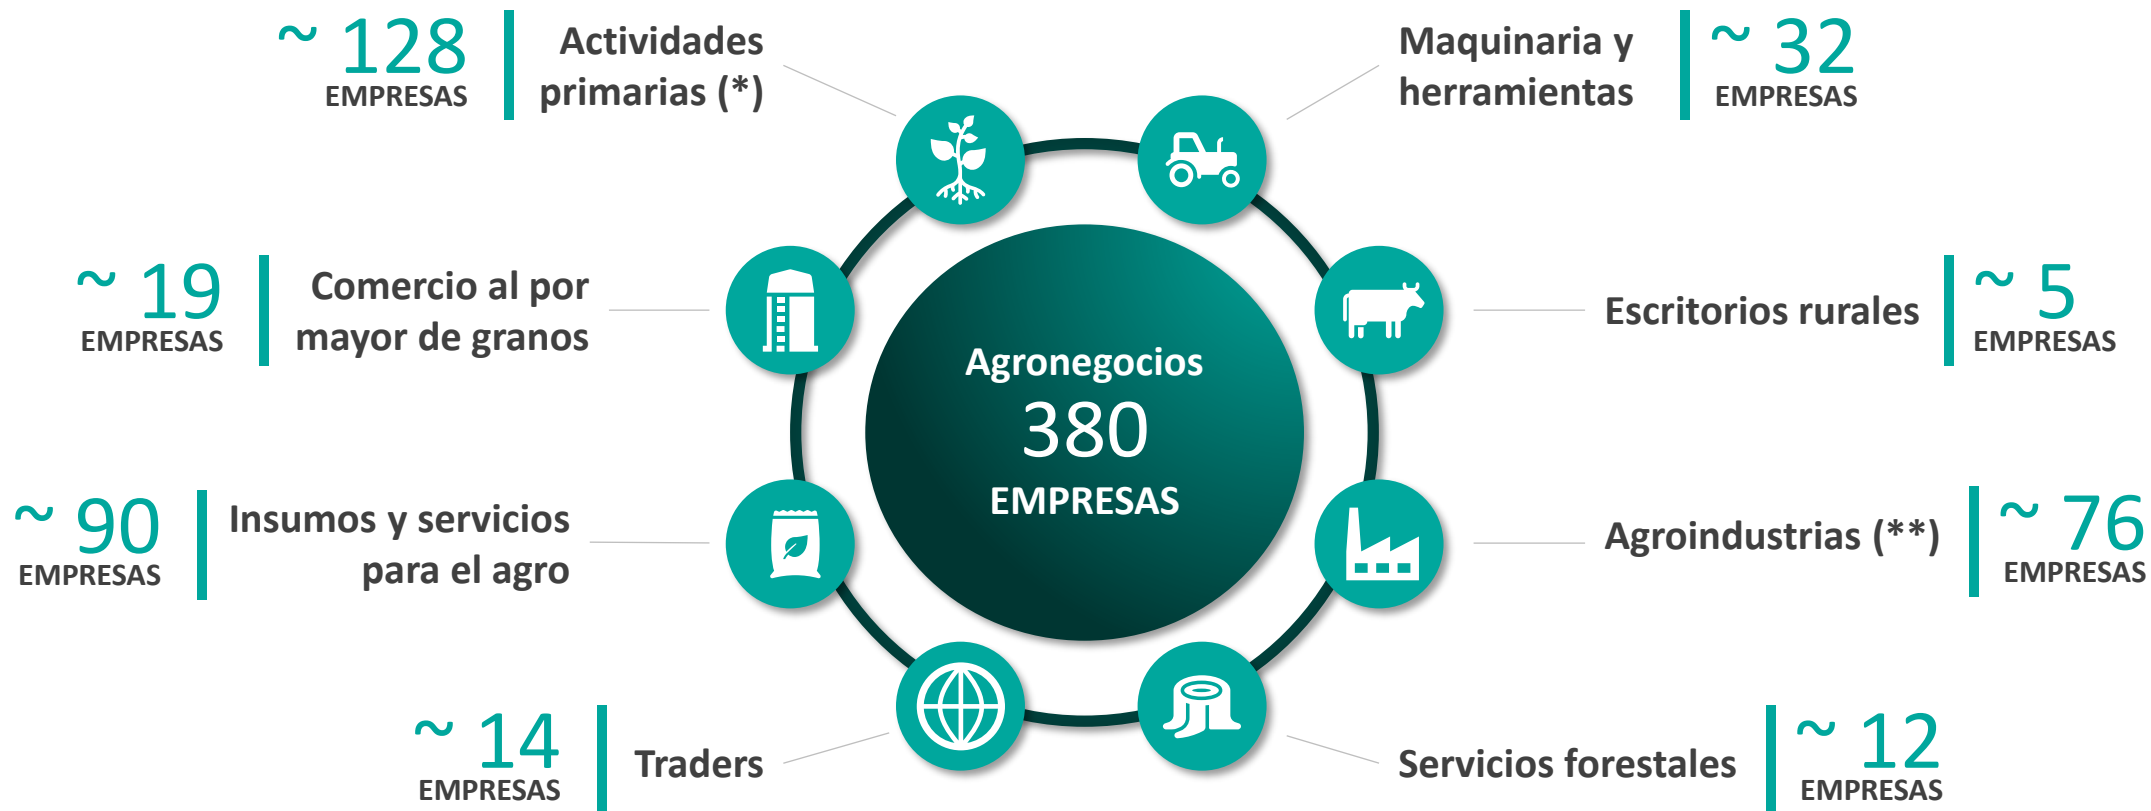 ~ 128
EMPRESAS
Actividades
primarias (*)
Maquinaria y
herramientas
~ 32
EMPRESAS
~ 19
EMPRESAS
Comercio al por
mayor de granos
Escritorios rurales
~ 5
EMPRESAS
Agronegocios
380
EMPRESAS
~ 90
EMPRESAS
Insumos y servicios
para el agro
Agroindustrias (**)
~ 76
EMPRESAS
~ 14
EMPRESAS
Traders
Servicios forestales
~ 12
EMPRESAS